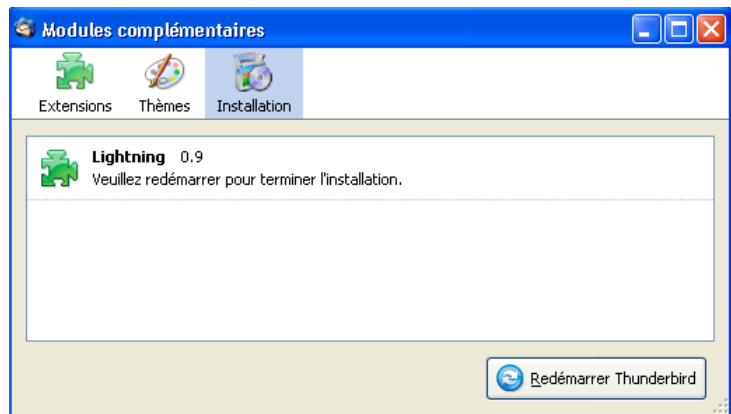 Modules complémentaires
Extensions Thèmes Installation
Lightning 0.9
Veuillez redémarrer pour terminer l'installation.
Redémarrer Thunderbird